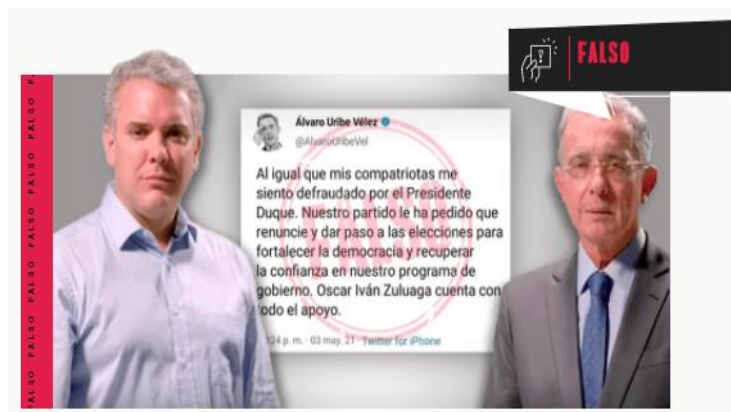 FALSO
FALSO FALSO FALSO FALSO FALSO FALSO
Álvaro Uribe Vélez
@AlvaroUribeVel
Al igual que mis compatriotas me
siento defraudado por el Presidente
Duque. Nuestro partido le ha pedido que
renuncie y dar paso a las elecciones para
fortalecer la democracia y recuperar
la confianza en nuestro programa de
gobierno. Oscar Iván Zuluaga cuenta con
todo el apoyo.
24 p. m. · 03 may. 21 · Twitter for iPhone
FALSO